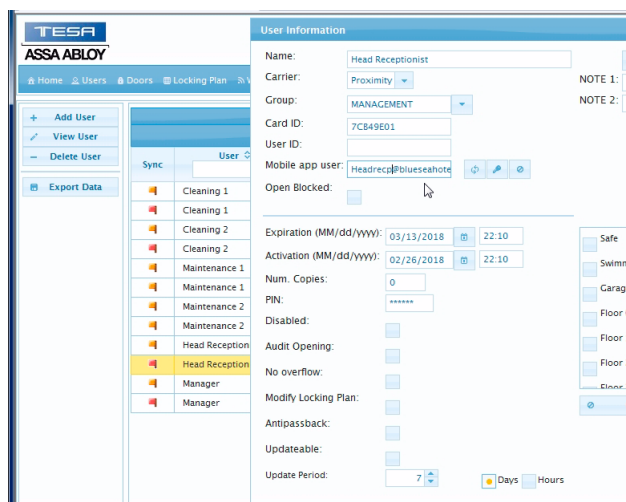 TESA
ASSA ABLOY
Home Users Doors Locking Plan
Add User
View User
Delete User
Export Data
Sync User
Cleaning 1
Cleaning 1
Cleaning 2
Cleaning 2
Maintenance 1
Maintenance 1
Maintenance 2
Maintenance 2
Head Reception
Head Reception
Manager
Manager
User Information
Name: Head Receptionist
Carrier: Proximity
NOTE 1:
Group: MANAGEMENT
NOTE 2:
Card ID: 7CB49E01
User ID:
Mobile app user: Headrecp@blueseahote
Open Blocked:
Expiration (MM/dd/yyyy): 03/13/2018 22:10
Activation (MM/dd/yyyy): 02/26/2018 22:10
Num. Copies: 0
PIN: ******
Disabled:
Audit Opening:
No overflow:
Modify Locking Plan:
Antipassback:
Updateable:
Update Period: 7 Days Hours
Safe
Swimm
Garag
Floor
Floor
Floor
Floor